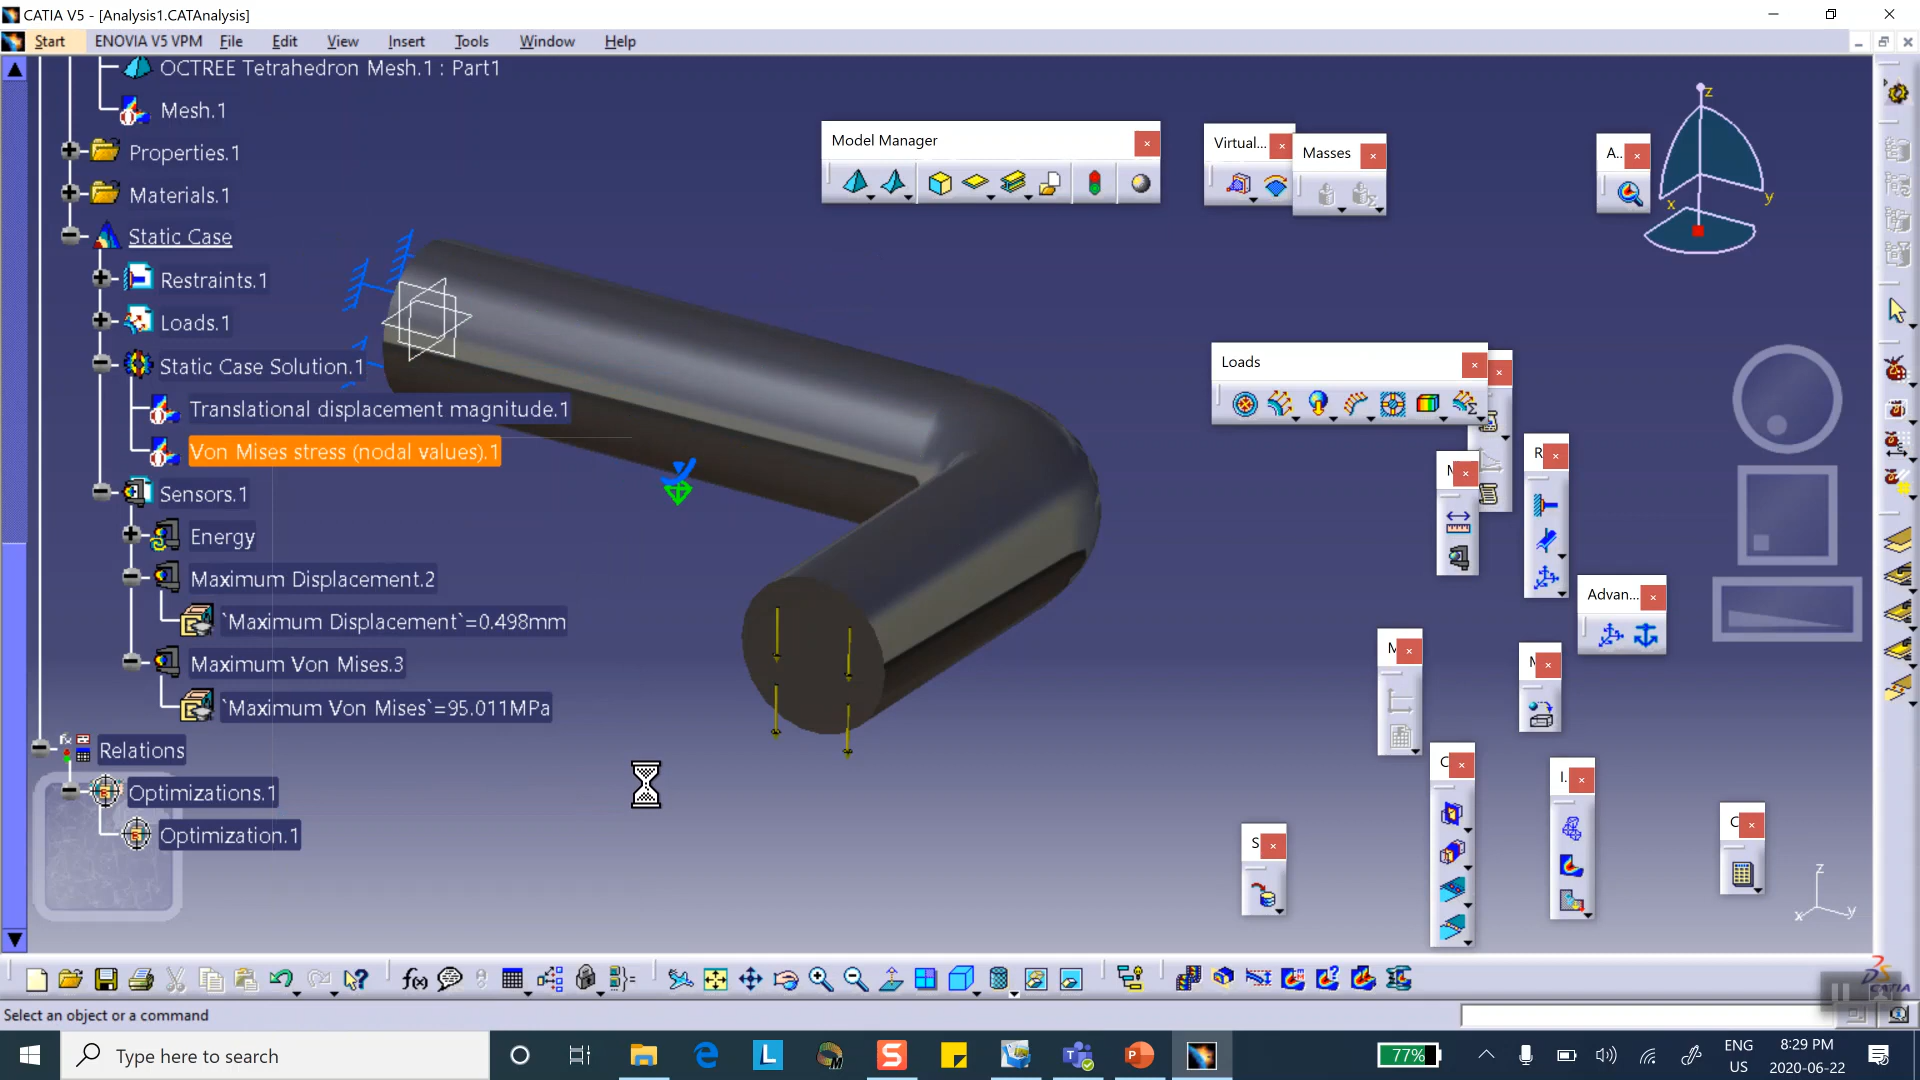 CATIA V5 - [Analysis1.CATAnalysis]
Start
ENOVIA V5 VPM
File
Edit
View
Insert
Tools
Window
Help
OCTREE Tetrahedron Mesh.1 : Part1
Mesh.1
Properties.1
Materials.1
Static Case
Restraints.1
Loads.1
Static Case Solution.1
Translational displacement magnitude.1
Von Mises stress (nodal values).1
Sensors.1
Energy
Maximum Displacement.2
`Maximum Displacement`=0.498mm
Maximum Von Mises.3
`Maximum Von Mises`=95.011MPa
Relations
Optimizations.1
Optimization.1
Model Manager
Virtual...
Masses
A..
z
y
x
Loads
R
Advan...
S
C
I.
C
z
x
y
CATIA
Select an object or a command
Type here to search
77%
ENG
US
8:29 PM
2020-06-22